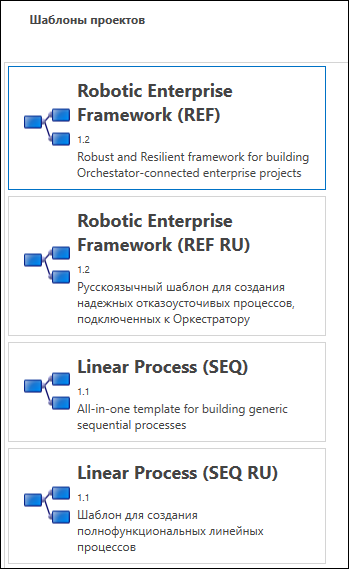 Шаблоны проектов
Robotic Enterprise
Framework (REF)
1.2
Robust and Resilient framework for building
Orchestator-connected enterprise projects
Robotic Enterprise
Framework (REF RU)
1.2
Русскоязычный шаблон для создания
надежных отказоусточивых процессов,
подключенных к Оркестратору
Linear Process (SEQ)
1.1
All-in-one template for building generic
sequential processes
Linear Process (SEQ RU)
1.1
Шаблон для создания
полнофункциональных линейных
процессов